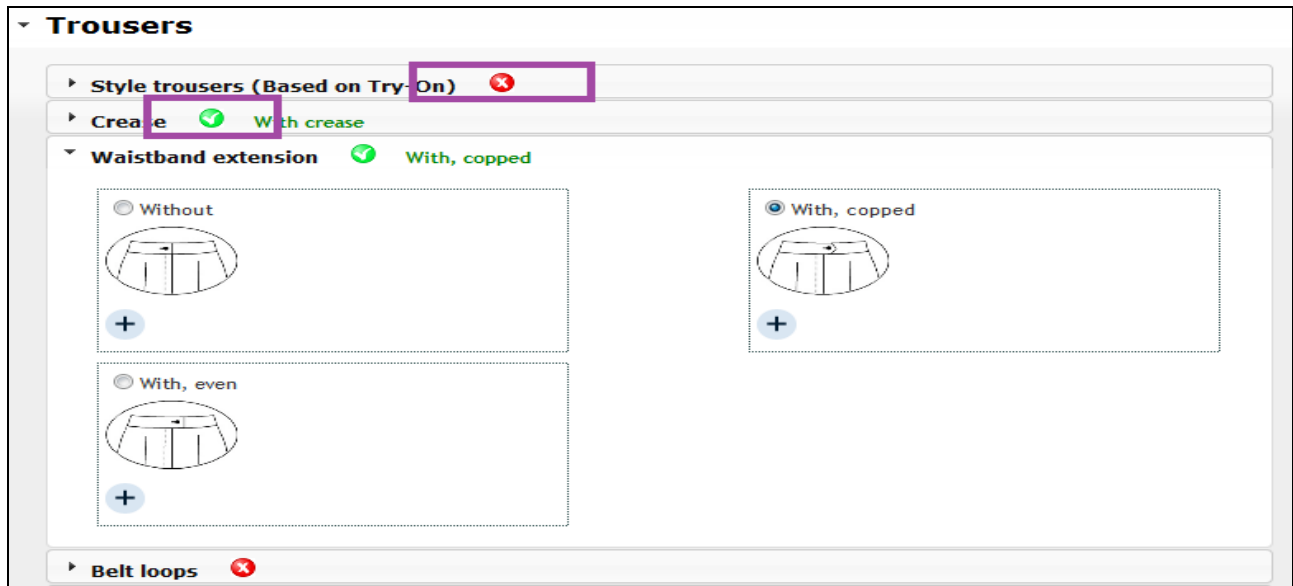 Trousers
Style trousers (Based on Try-On)
Crease With crease
Waistband extension With, copped
Without
With, copped
With, even
Belt loops